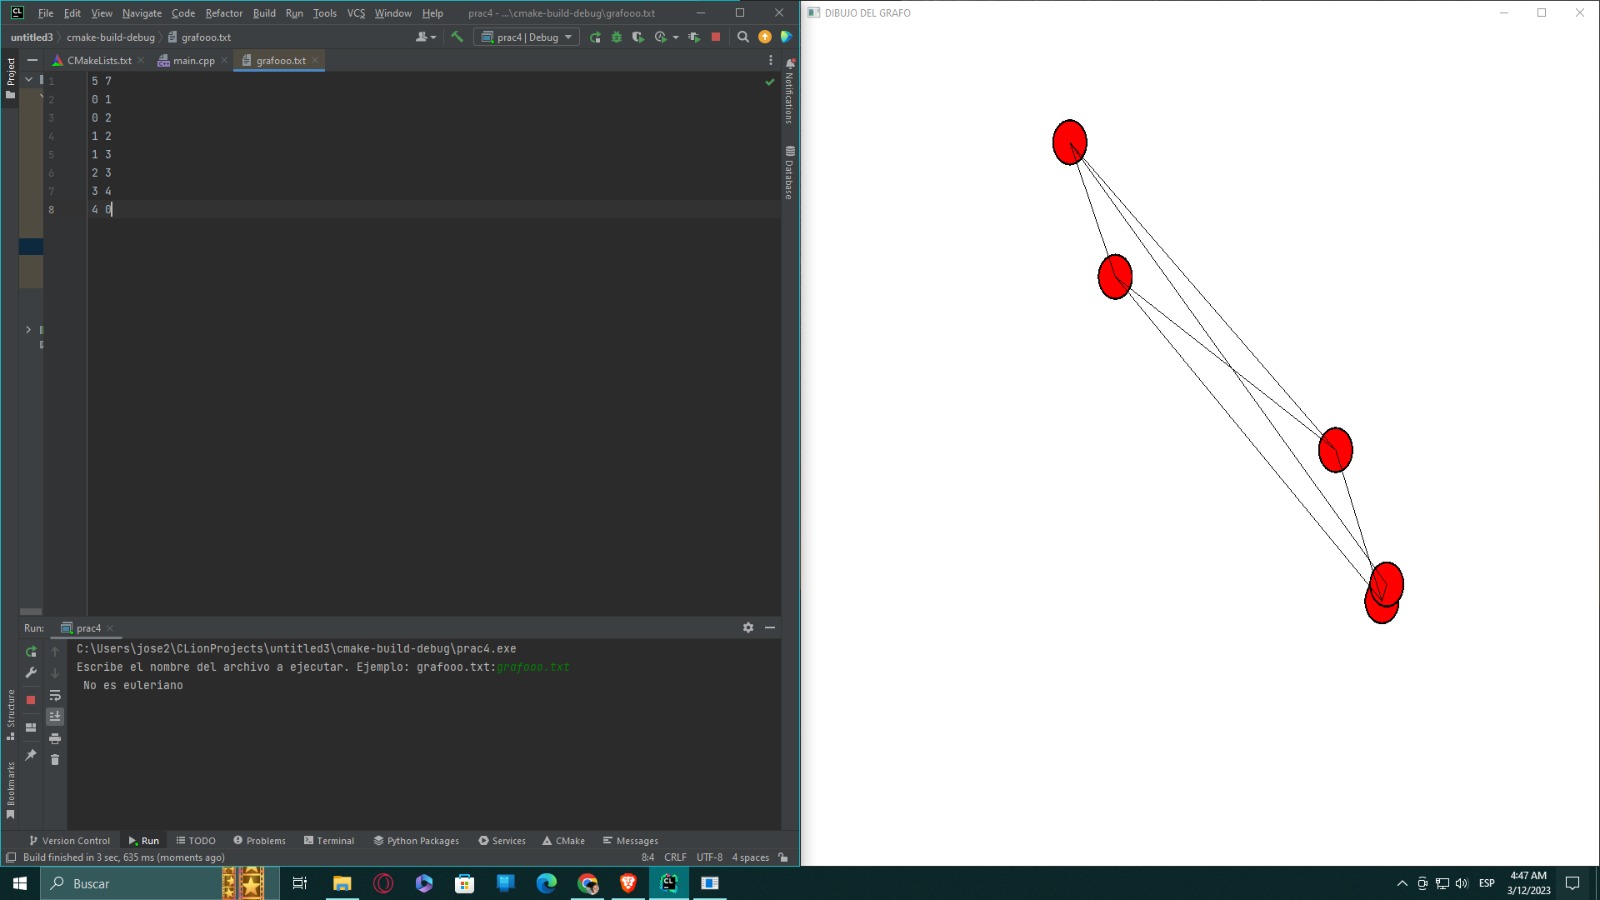 File Edit View Navigate Code Refactor Build Run Tools VCS Window Help prac4 - ...\cmake-build-debug\grafooo.txt
untitled3 cmake-build-debug grafooo.txt prac4 | Debug
CMakeLists.txt main.cpp grafooo.txt
1 5 7
2 0 1
3 0 2
4 1 2
5 1 3
6 2 3
7 3 4
8 4 0
Project
Structure
Bookmarks
Notifications
Database
Run: prac4
C:\Users\jose2\CLionProjects\untitled3\cmake-build-debug\prac4.exe
Escribe el nombre del archivo a ejecutar. Ejemplo: grafooo.txt:grafooo.txt
No es euleriano
Version Control Run TODO Problems Terminal Python Packages Services CMake Messages
Build finished in 3 sec, 635 ms (moments ago) 8:4 CRLF UTF-8 4 spaces
DIBUJO DEL GRAFO
Buscar
ESP
4:47 AM
3/12/2023